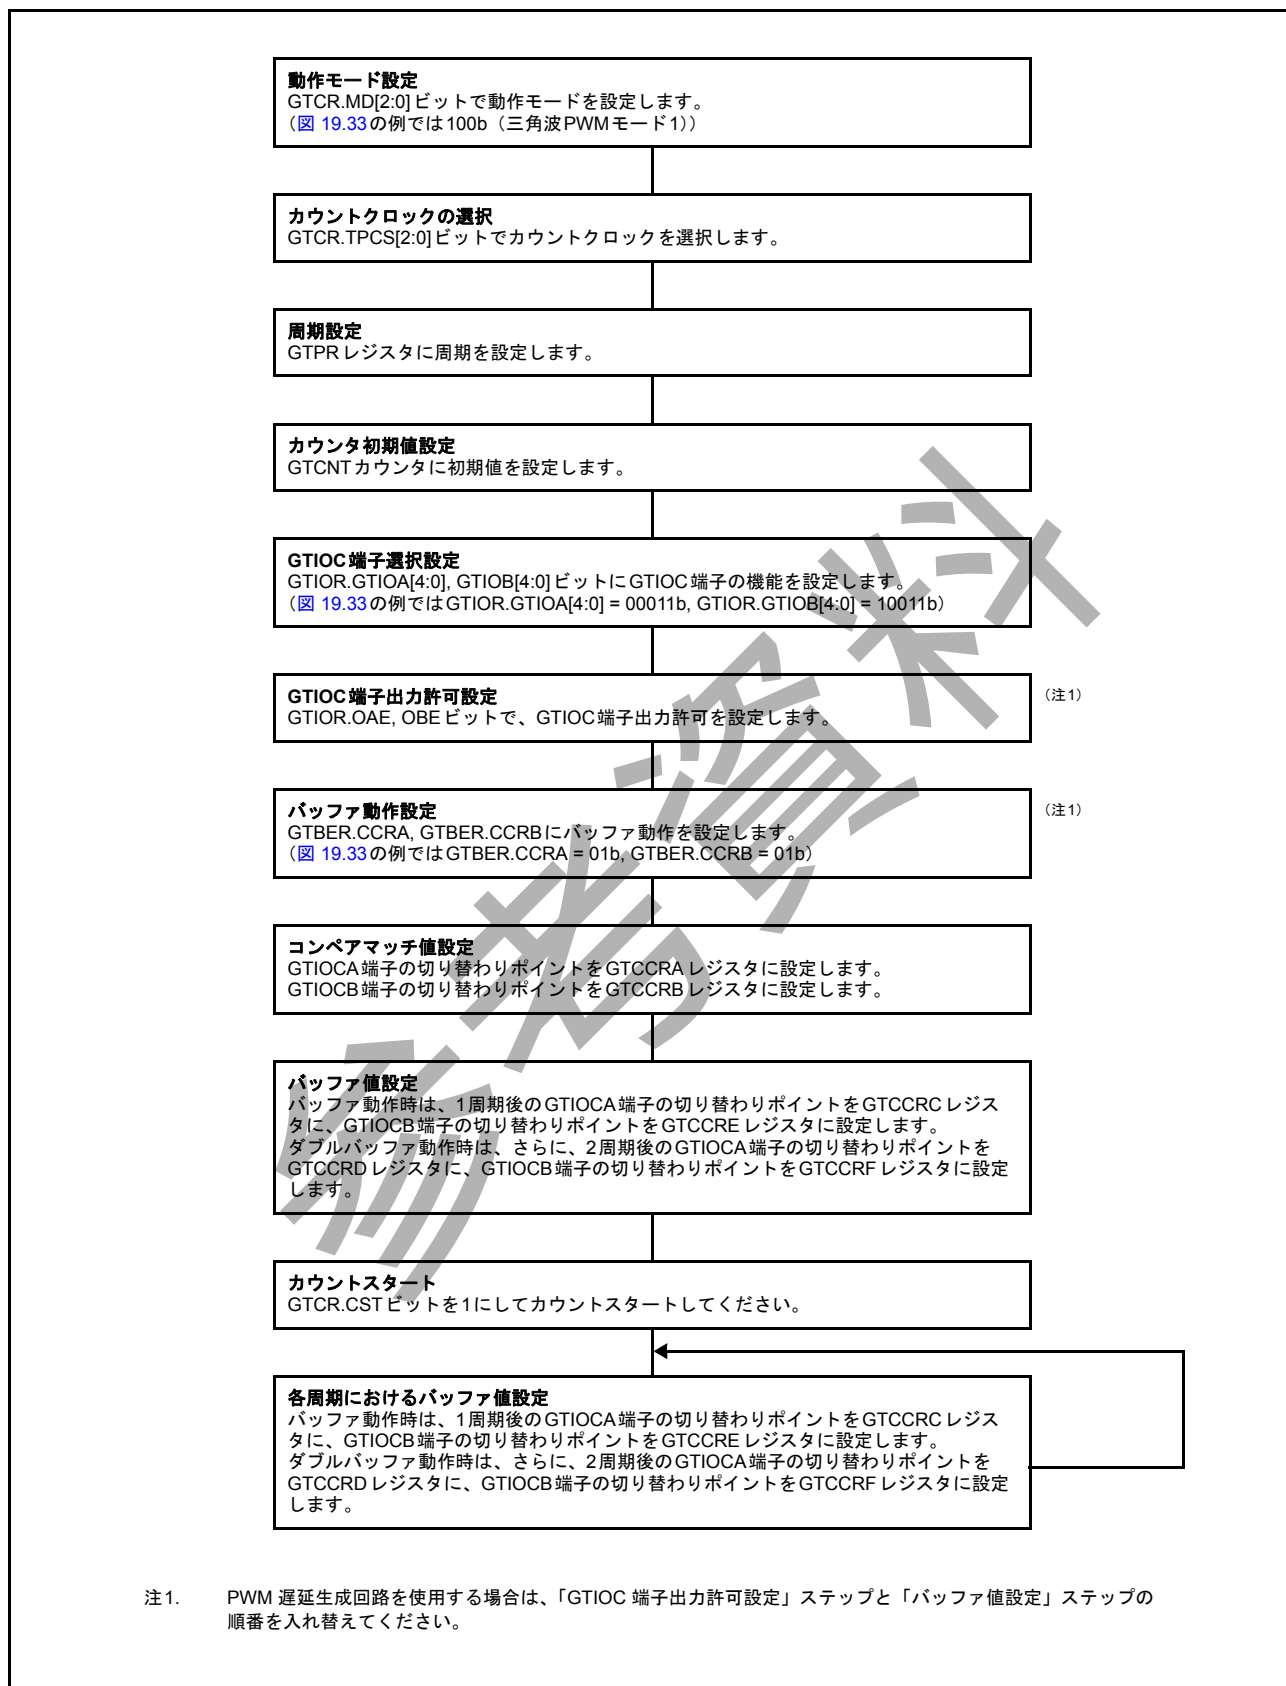 動作モード設定
GTCR.MD[2:0]ビットで動作モードを設定します。
（図 19.33の例では100b（三角波PWMモード1））
カウントクロックの選択
GTCR.TPCS[2:0]ビットでカウントクロックを選択します。
周期設定
GTPRレジスタに周期を設定します。
カウンタ初期値設定
GTCNTカウンタに初期値を設定します。
GTIOC端子選択設定
GTIOR.GTIOA[4:0], GTIOB[4:0]ビットにGTIOC端子の機能を設定します。
（図 19.33の例ではGTIOR.GTIOA[4:0] = 00011b, GTIOR.GTIOB[4:0] = 10011b）
GTIOC端子出力許可設定
GTIOR.OAE, OBEビットで、GTIOC端子出力許可を設定します。
（注1）
バッファ動作設定
GTBER.CCRA, GTBER.CCRBにバッファ動作を設定します。
（図 19.33の例ではGTBER.CCRA = 01b, GTBER.CCRB = 01b）
（注1）
コンペアマッチ値設定
GTIOCA端子の切り替わりポイントをGTCCRAレジスタに設定します。
GTIOCB端子の切り替わりポイントをGTCCRBレジスタに設定します。
バッファ値設定
バッファ動作時は、1周期後のGTIOCA端子の切り替わりポイントをGTCCRCレジス
タに、GTIOCB端子の切り替わりポイントをGTCCREレジスタに設定します。
ダブルバッファ動作時は、さらに、2周期後のGTIOCA端子の切り替わりポイントを
GTCCRDレジスタに、GTIOCB端子の切り替わりポイントをGTCCRFレジスタに設定
します。
カウントスタート
GTCR.CSTビットを1にしてカウントスタートしてください。
各周期におけるバッファ値設定
バッファ動作時は、1周期後のGTIOCA端子の切り替わりポイントをGTCCRCレジス
タに、GTIOCB端子の切り替わりポイントをGTCCREレジスタに設定します。
ダブルバッファ動作時は、さらに、2周期後のGTIOCA端子の切り替わりポイントを
GTCCRDレジスタに、GTIOCB端子の切り替わりポイントをGTCCRFレジスタに設定
します。
注1. PWM 遅延生成回路を使用する場合は、「GTIOC 端子出力許可設定」ステップと「バッファ値設定」ステップの
順番を入れ替えてください。
参考資料